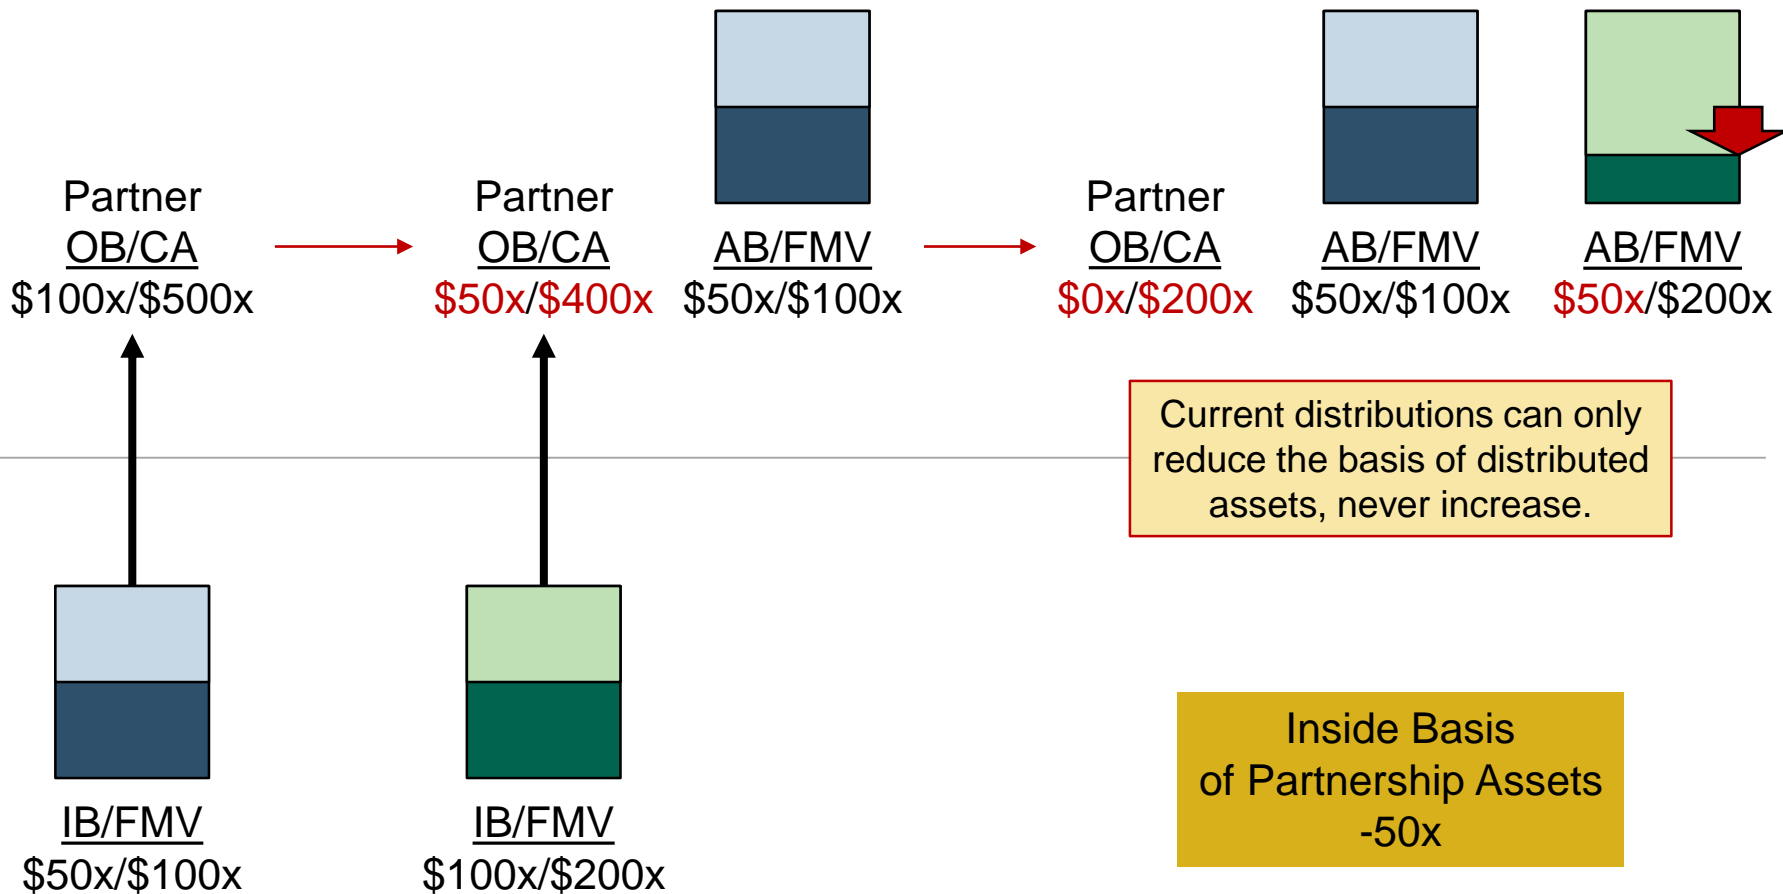 Partner
OB/CA
$100x/$500x
Partner
OB/CA
$50x/$400x
AB/FMV
$50x/$100x
Partner
OB/CA
$0x/$200x
AB/FMV
$50x/$100x
AB/FMV
$50x/$200x
Current distributions can only
reduce the basis of distributed
assets, never increase.
IB/FMV
$50x/$100x
IB/FMV
$100x/$200x
Inside Basis
of Partnership Assets
-50x